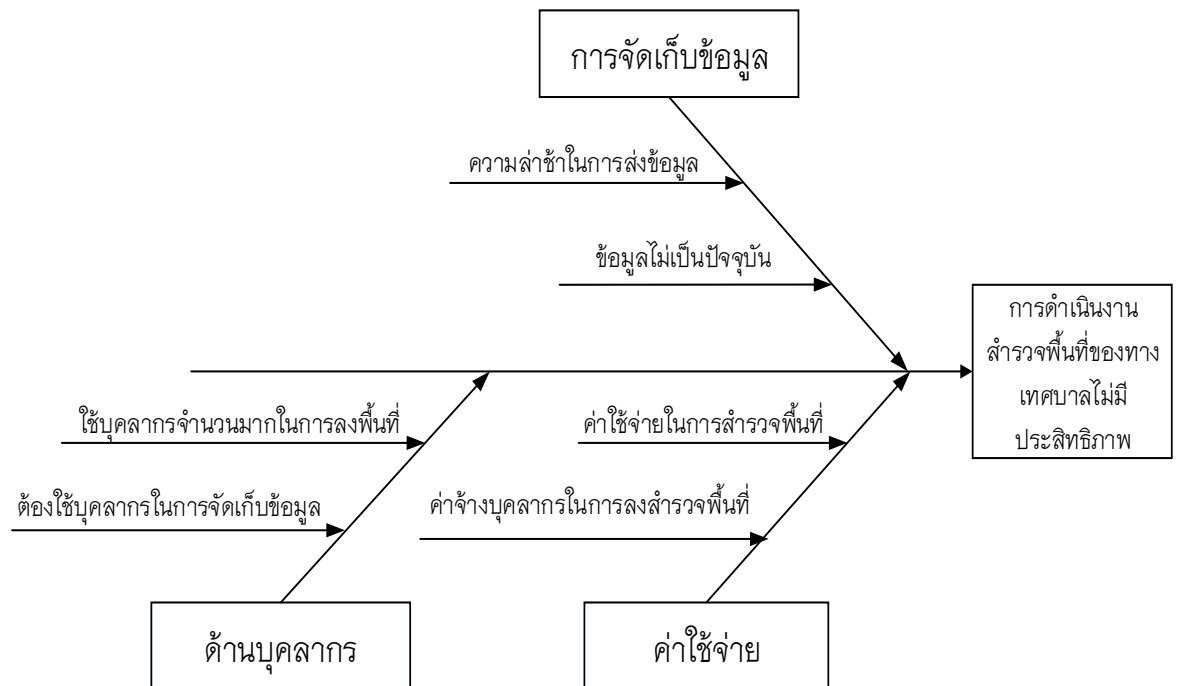 การจัดเก็บข้อมูล
ความล่าช้าในการส่งข้อมูล
ข้อมูลไม่เป็นปัจจุบัน
การดำเนินงาน
สำรวจพื้นที่ของทาง
เทศบาลไม่มี
ประสิทธิภาพ
ใช้บุคลากรจำนวนมากในการลงพื้นที่
ค่าใช้จ่ายในการสำรวจพื้นที่
ต้องใช้บุคลากรในการจัดเก็บข้อมูล
ค่าจ้างบุคลากรในการลงสำรวจพื้นที่
ด้านบุคลากร
ค่าใช้จ่าย